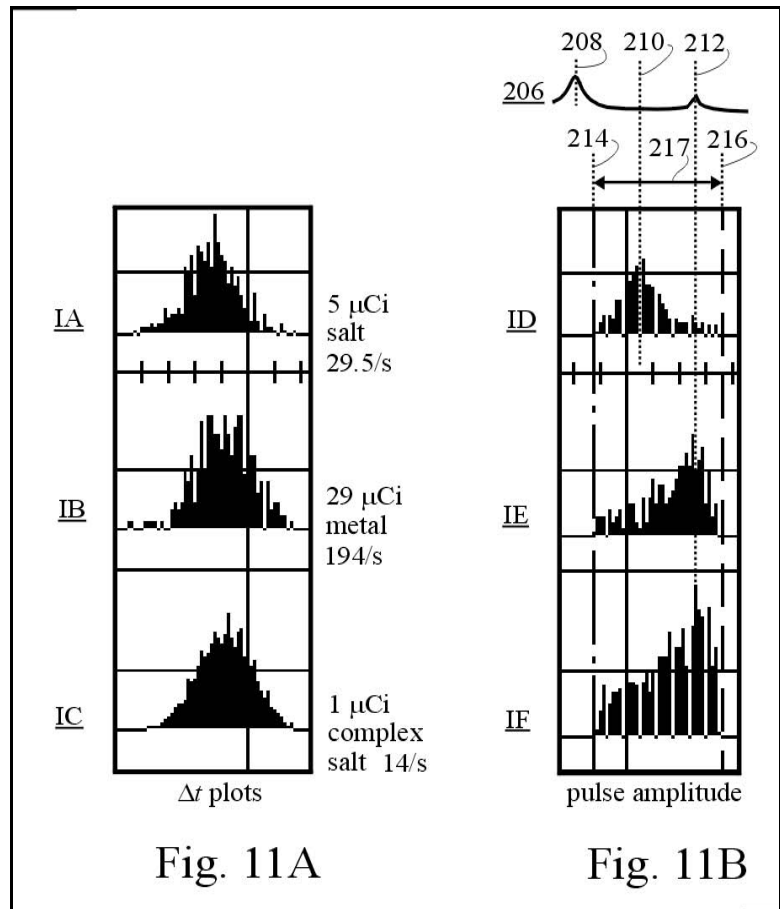 208 210 212
206
214 217 216
IA
5 μCi
salt
29.5/s
IB
29 μCi
metal
194/s
IC
1 μCi
complex
salt 14/s
Δt plots
Fig. 11A
ID
IE
IF
pulse amplitude
Fig. 11B